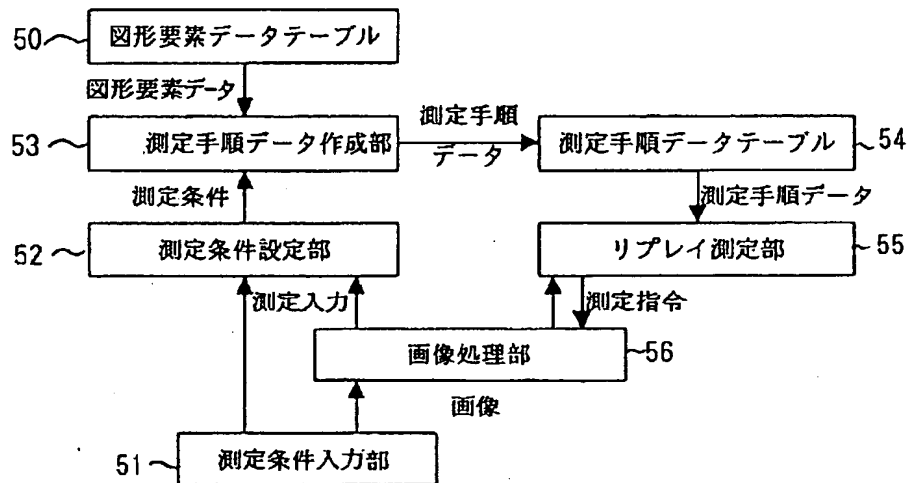 50 図形要素データテーブル
図形要素データ
53 測定手順データ作成部
測定手順
データ
測定手順データテーブル 54
測定条件
測定手順データ
52 測定条件設定部
リプレイ測定部 55
測定入力
測定指令
画像処理部 56
画像
51 測定条件入力部